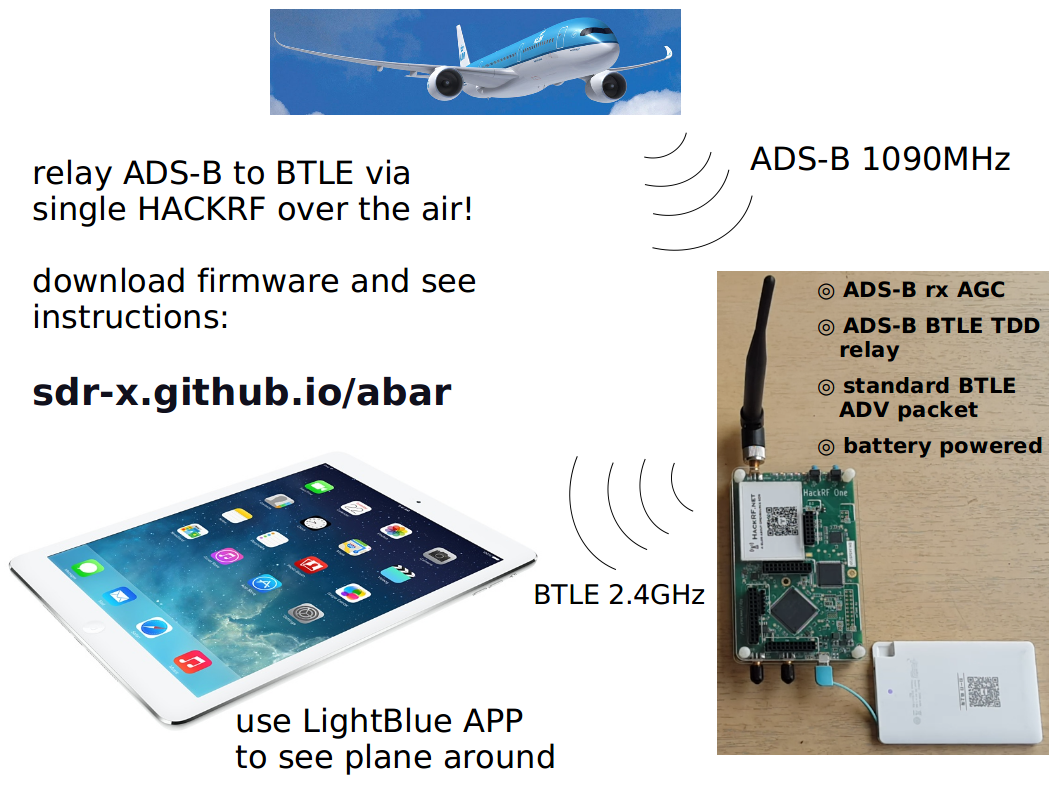 ADS-B 1090MHz
relay ADS-B to BTLE via
single HACKRF over the air!
download firmware and see
instructions:
sdr-x.github.io/abar
◎ ADS-B rx AGC
◎ ADS-B BTLE TDD
relay
◎ standard BTLE
ADV packet
◎ battery powered
HackRF One
HACKRF.NET
BTLE 2.4GHz
use LightBlue APP
to see plane around